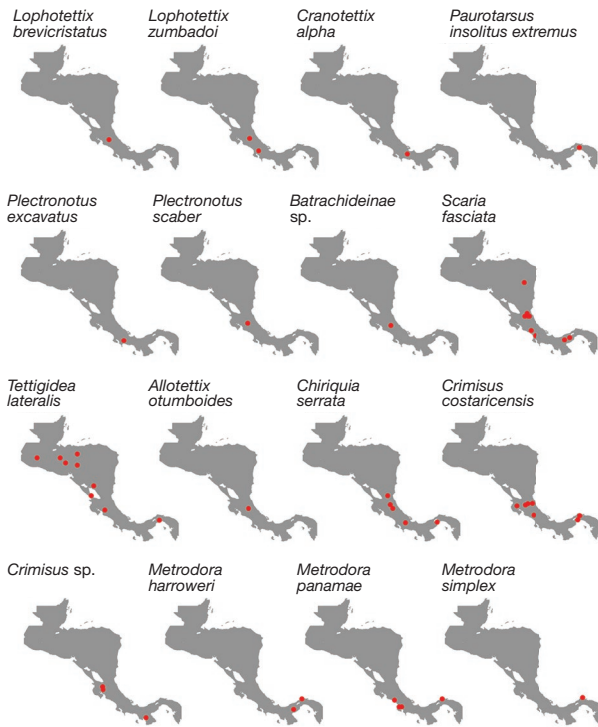 Lophotettix
brevicristatus
Lophotettix
zumbadoi
Cranotettix
alpha
Paurotarsus
insolitus extremus
Plectronotus
excavatus
Plectronotus
scaber
Batrachideinae
sp.
Scaria
fasciata
Tettigidea
lateralis
Allotettix
otumboides
Chiriquia
serrata
Crimisus
costaricensis
Crimisus sp.
Metrodora
harroweri
Metrodora
panamae
Metrodora
simplex